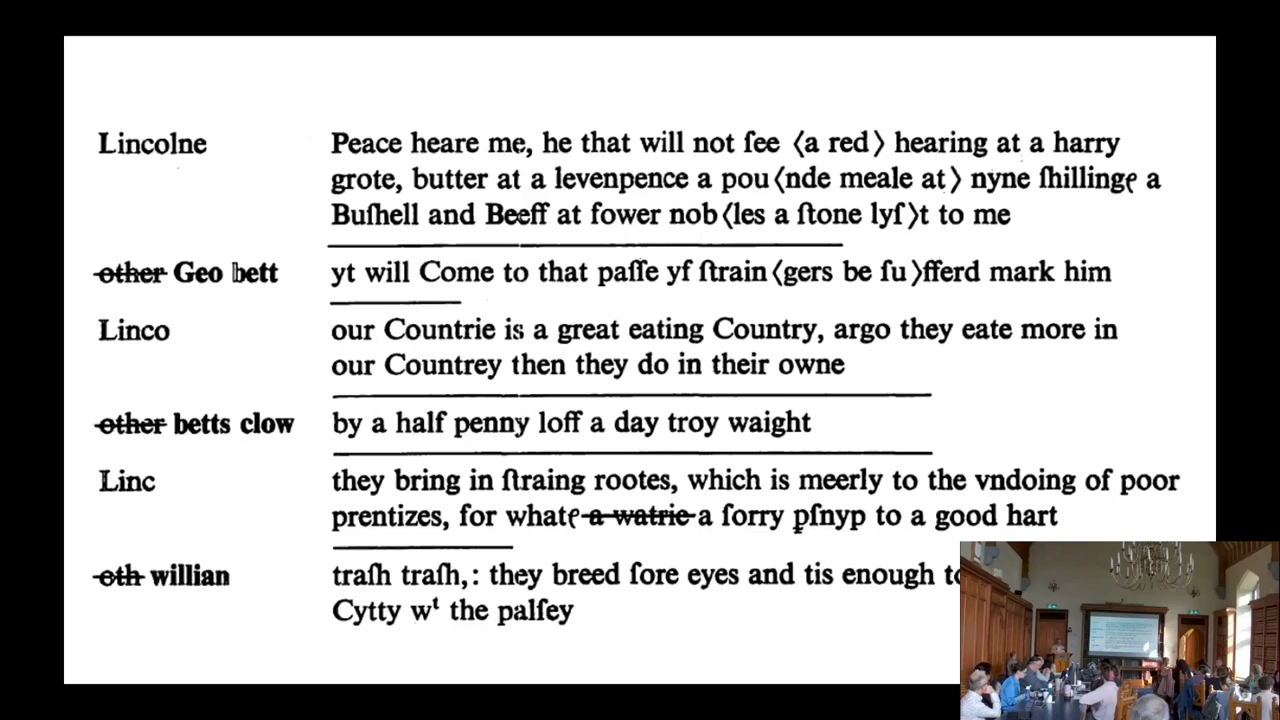 Lincolne Peace heare me, he that will not ſee ⟨a red⟩ hearing at a harry
grote, butter at a levenpence a pou⟨nde meale at⟩ nyne ſhillingꝭ a
Buſhell and Beeff at fower nob⟨les a ſtone lyſ⟩t to me
other Geo bett yt will Come to that paſſe yf ſtrain⟨gers be ſu⟩fferd mark him
Linco our Countrie is a great eating Country, argo they eate more in
our Countrey then they do in their owne
other betts clow by a half penny loff a day troy waight
Linc they bring in ſtraing rootes, which is meerly to the vndoing of poor
prentizes, for whatꝭ a watrie a ſorry pſnyp to a good hart
oth willian traſh traſh,: they breed ſore eyes and tis enough to
Cytty wᵗ the palſey